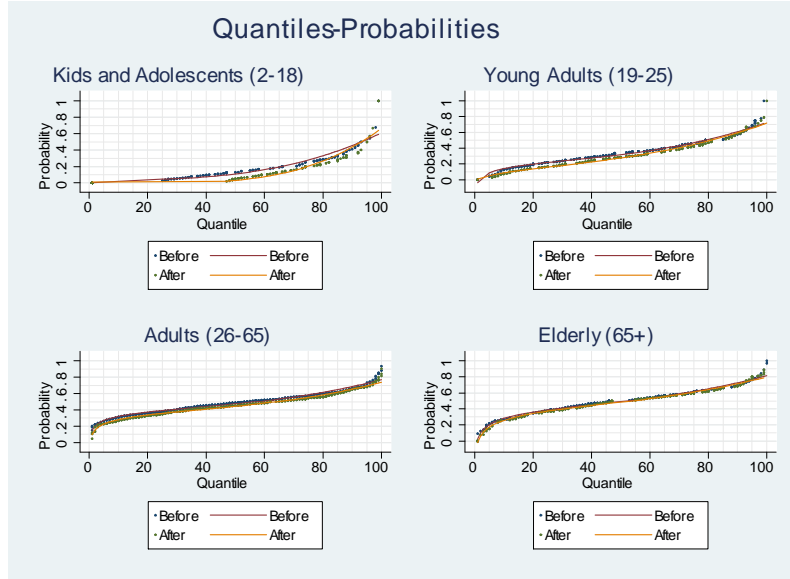 Quantiles-Probabilities
Kids and Adolescents (2-18)
Probability
0 .2 .4 .6 .8 1
0 20 40 60 80 100
Quantile
Before Before
After After
Young Adults (19-25)
Probability
0 .2 .4 .6 .8 1
0 20 40 60 80 100
Quantile
Before Before
After After
Adults (26-65)
Probability
0 .2 .4 .6 .8 1
0 20 40 60 80 100
Quantile
Before Before
After After
Elderly (65+)
Probability
0 .2 .4 .6 .8 1
0 20 40 60 80 100
Quantile
Before Before
After After